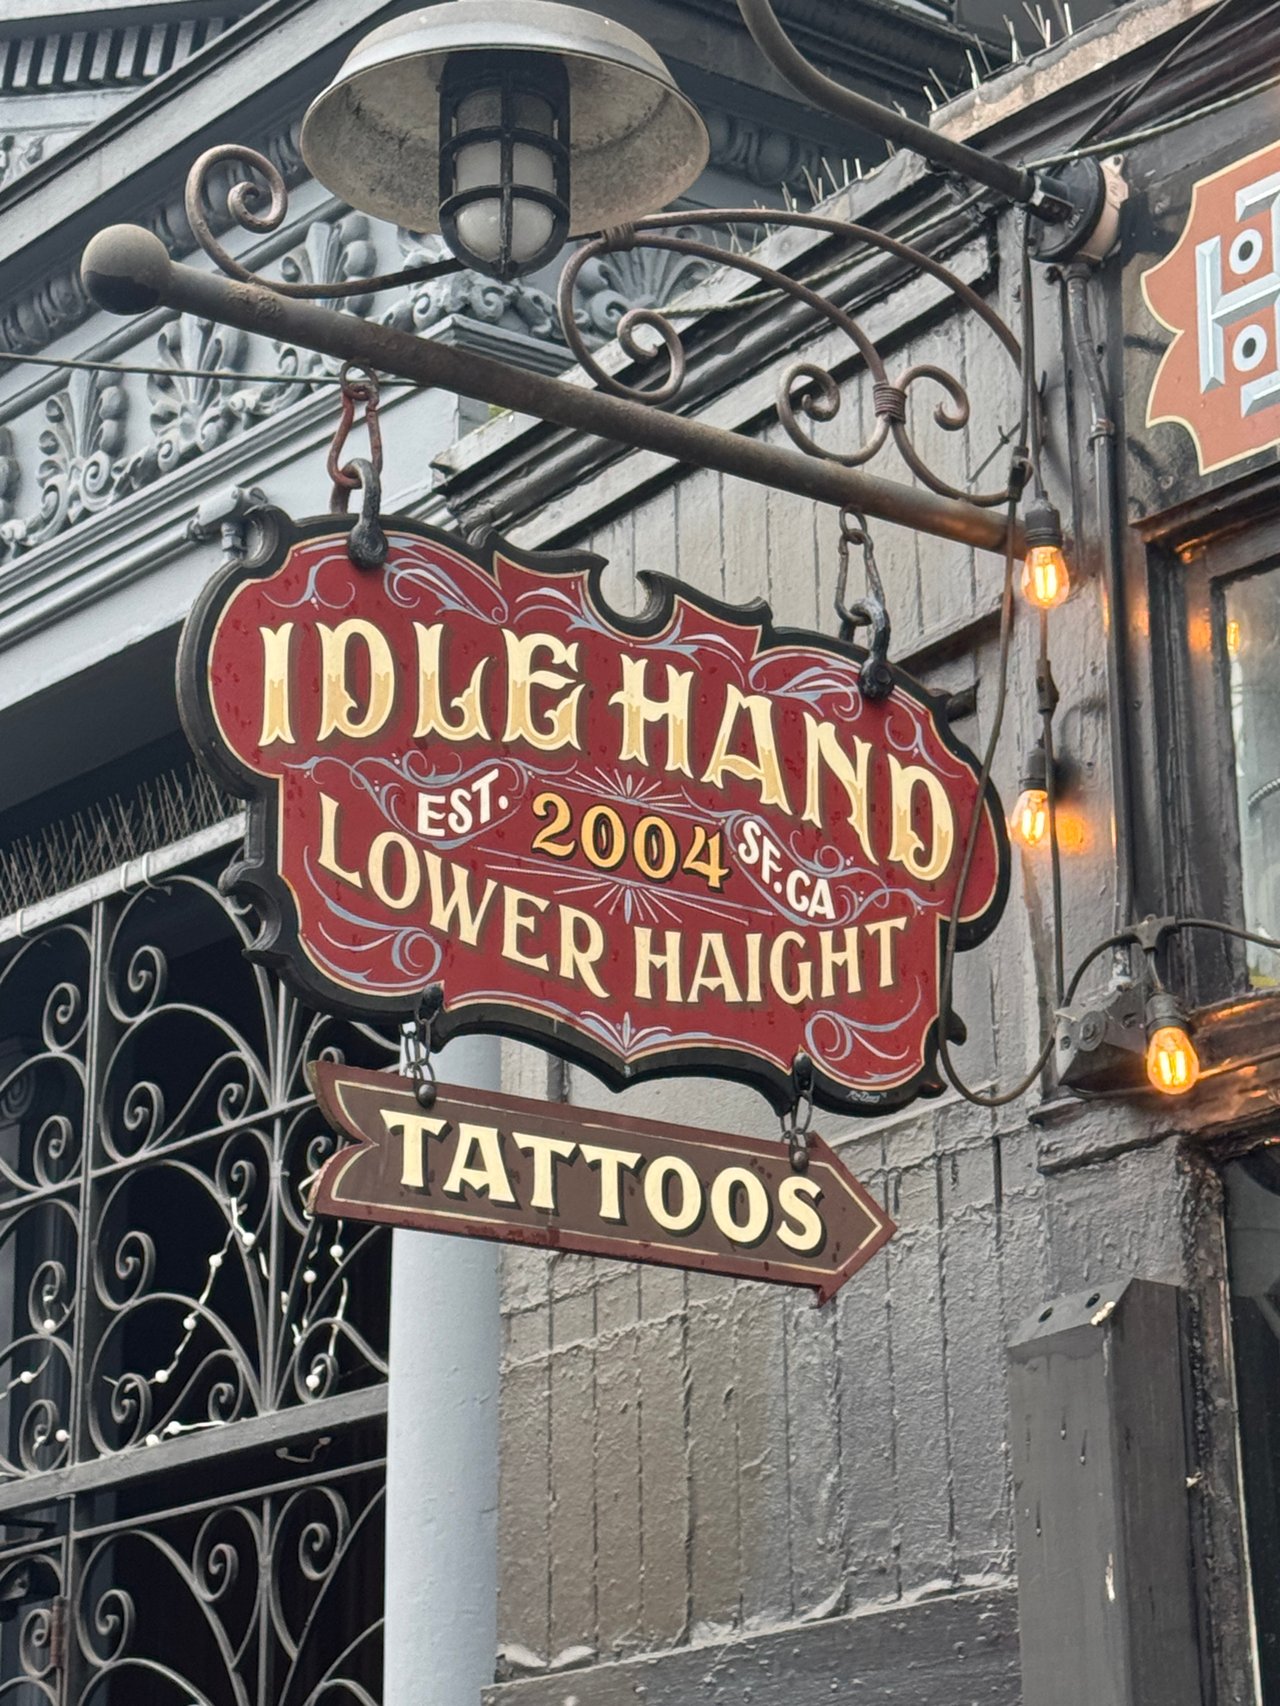 IDLE HAND
EST. 2004 SF.CA
LOWER HAIGHT
TATTOOS